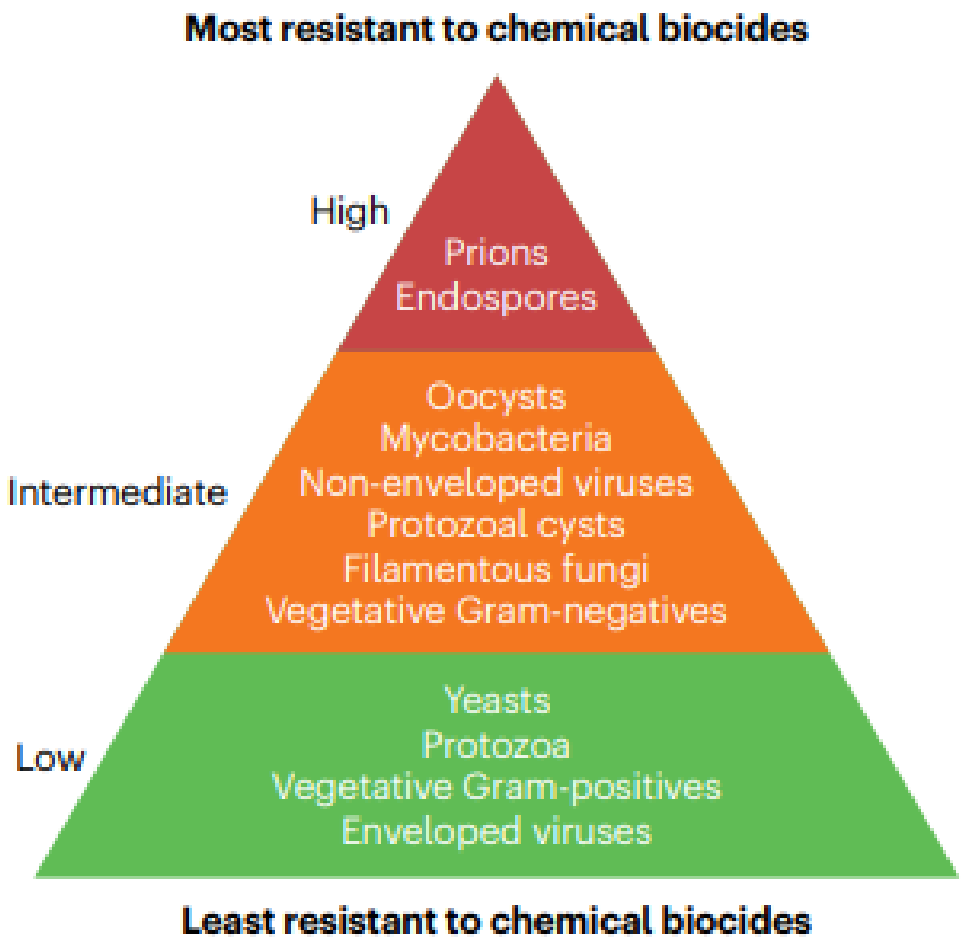 Most resistant to chemical biocides
High
Prions
Endospores
Oocysts
Mycobacteria
Non-enveloped viruses
Intermediate
Protozoal cysts
Filamentous fungi
Vegetative Gram-negatives
Yeasts
Protozoa
Low
Vegetative Gram-positives
Enveloped viruses
Least resistant to chemical biocides